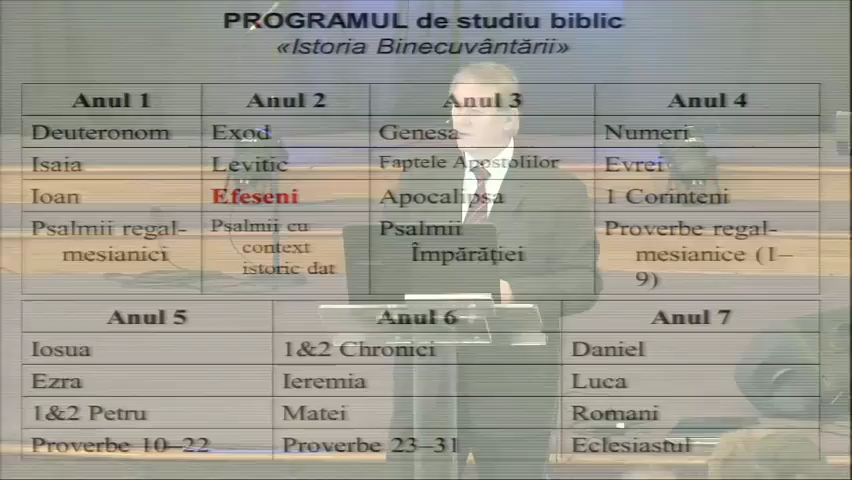 PROGRAMUL de studiu biblic
«Istoria Binecuvântării»
Anul 1 Anul 2 Anul 3 Anul 4
Deuteronom Exod Genesa Numeri
Isaia Levitic Faptele Apostolilor Evrei
Ioan Efeseni Apocalipsa 1 Corinteni
Psalmii regal- Psalmii cu Psalmii Proverbe regal-
mesianici context Împărăţiei mesianice (1–
istoric dat 9)
Anul 5 Anul 6 Anul 7
Iosua 1&2 Chronici Daniel
Ezra Ieremia Luca
1&2 Petru Matei Romani
Proverbe 10–22 Proverbe 23–31 Eclesiastul